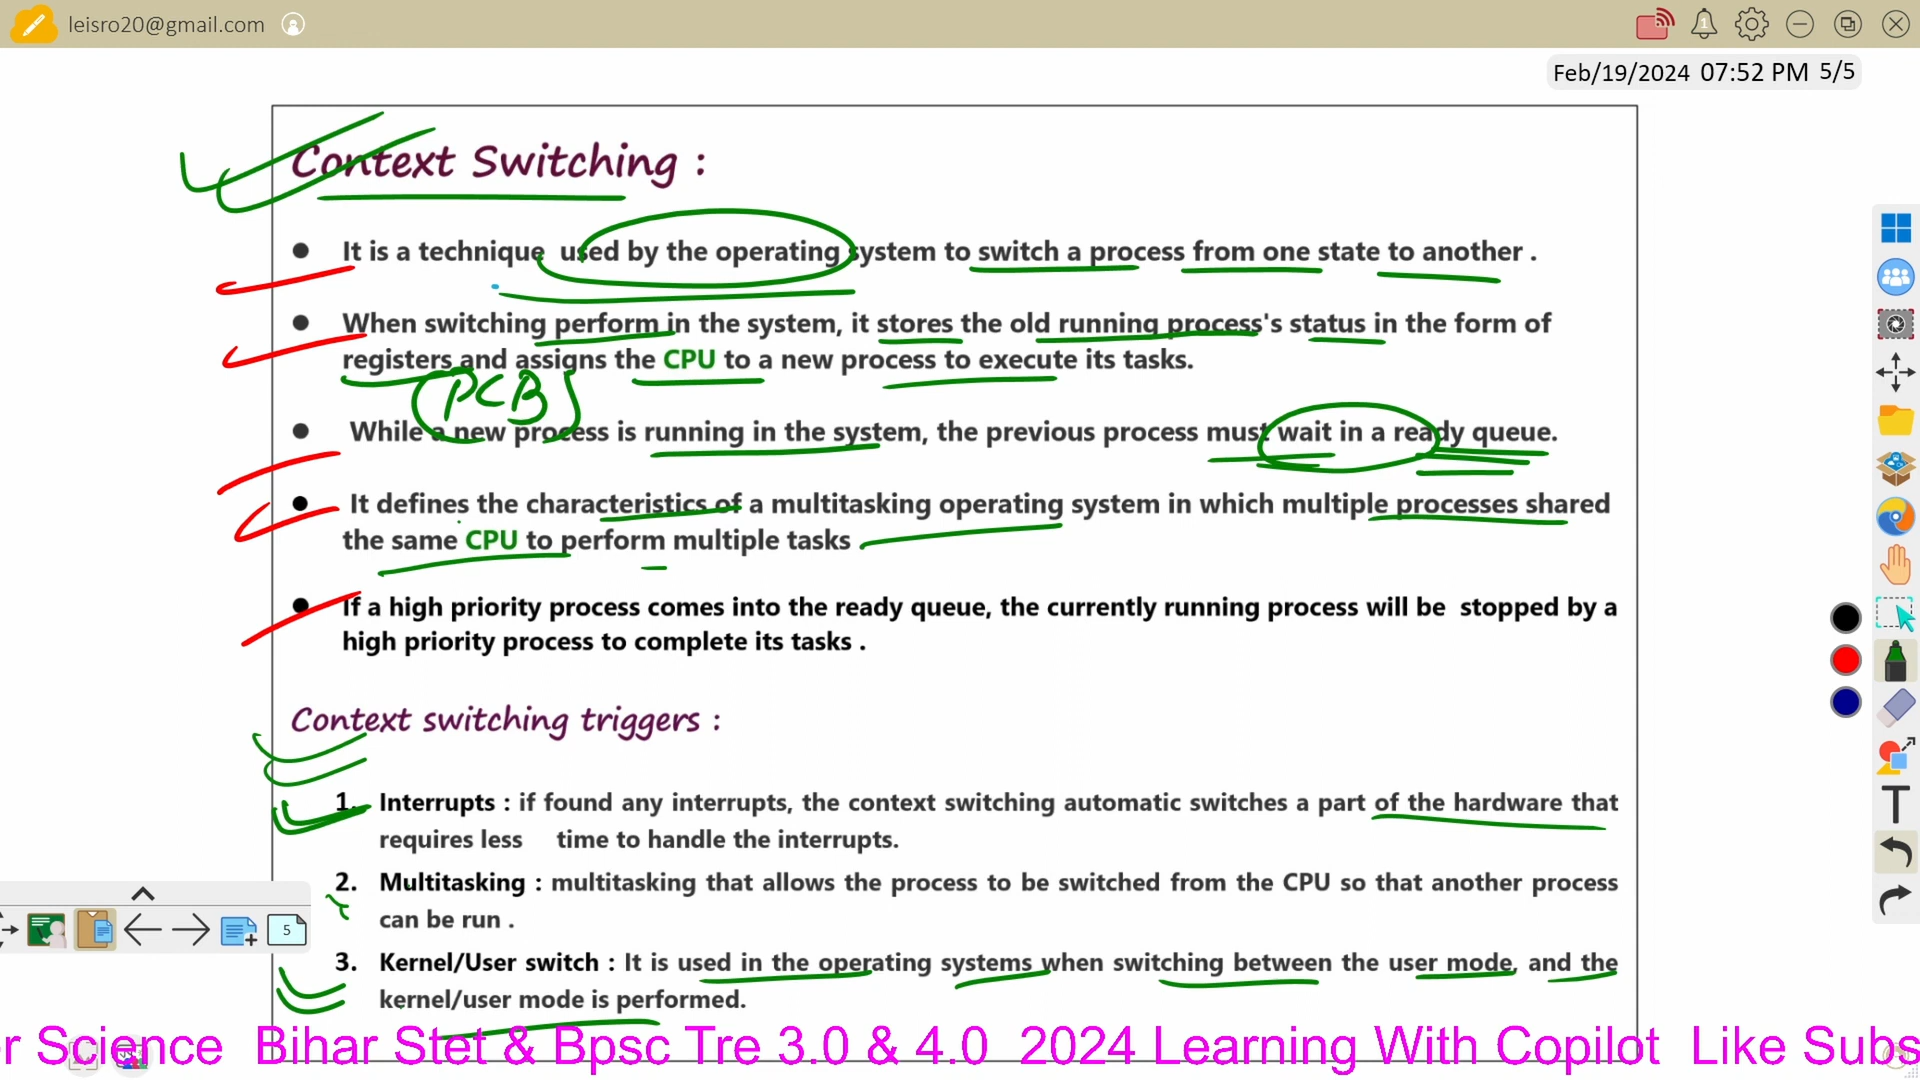 leisro20@gmail.com
1
Feb/19/2024 07:52 PM 5/5
Context Switching :
It is a technique used by the operating system to switch a process from one state to another .
When switching perform in the system, it stores the old running process's status in the form of
registers and assigns the CPU to a new process to execute its tasks.
PCB
While a new process is running in the system, the previous process must wait in a ready queue.
It defines the characteristics of a multitasking operating system in which multiple processes shared
the same CPU to perform multiple tasks
If a high priority process comes into the ready queue, the currently running process will be stopped by a
high priority process to complete its tasks .
Context switching triggers :
1. Interrupts : if found any interrupts, the context switching automatic switches a part of the hardware that
requires less time to handle the interrupts.
2. Multitasking : multitasking that allows the process to be switched from the CPU so that another process
can be run .
3. Kernel/User switch : It is used in the operating systems when switching between the user mode, and the
kernel/user mode is performed.
5
T
r Science Bihar Stet & Bpsc Tre 3.0 & 4.0 2024 Learning With Copilot Like Subs